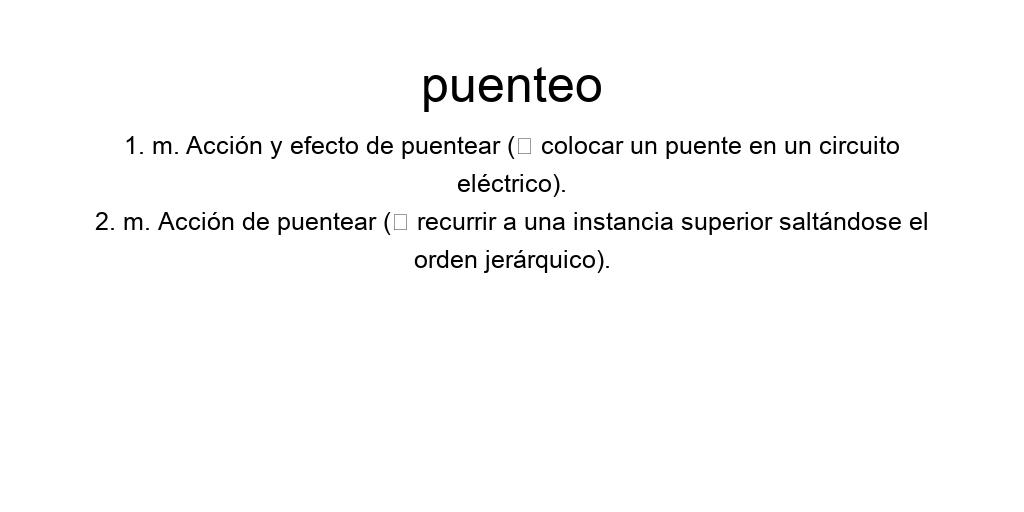 puenteo
1. m. Acción y efecto de puentear (□ colocar un puente en un circuito
eléctrico).
2. m. Acción de puentear (□ recurrir a una instancia superior saltándose el
orden jerárquico).